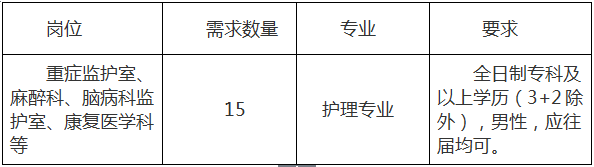 岗位 需求数量 专业 要求
重症监护室、
麻醉科、脑病科监
护室、康复医学科
等
15
护理专业
全日制专科及
以上学历（3+2除
外），男性，应往
届均可。